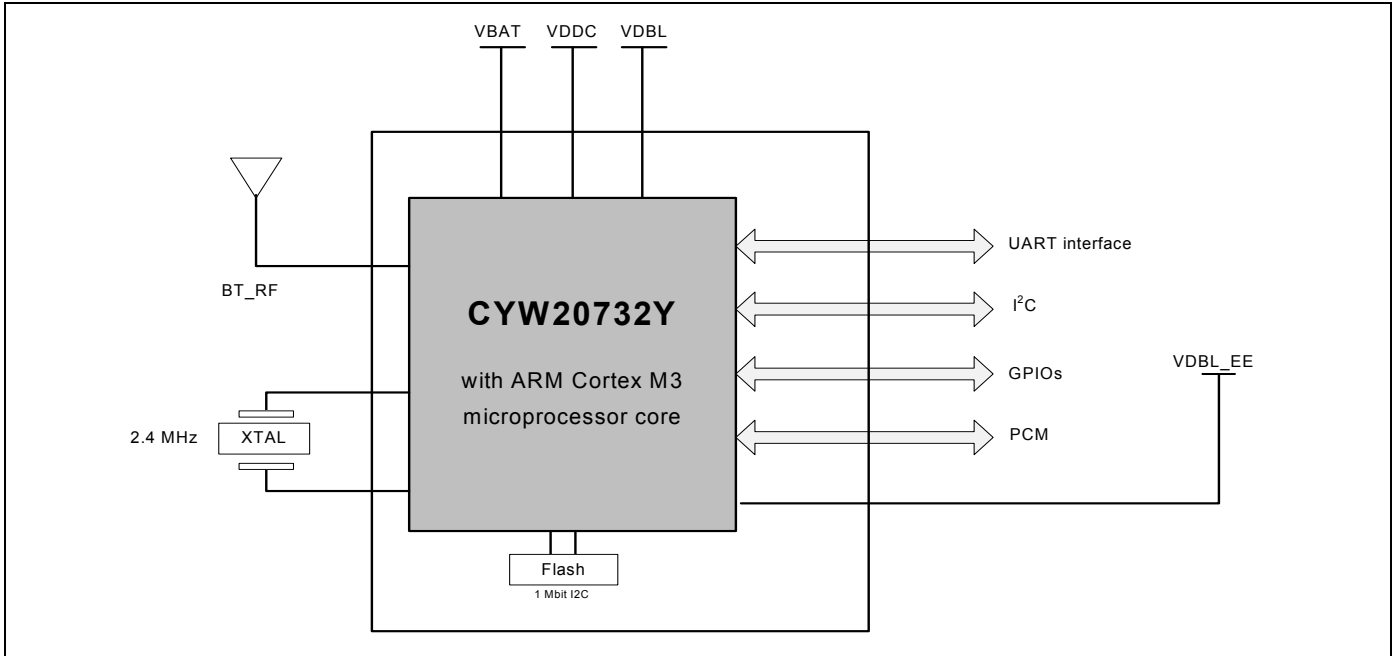 VBAT VDDC VDBL
BT_RF
UART interface
CYW20732Y
I²C
with ARM Cortex M3
microprocessor core
GPIOs
VDBL_EE
2.4 MHz
XTAL
PCM
Flash
1 Mbit I2C